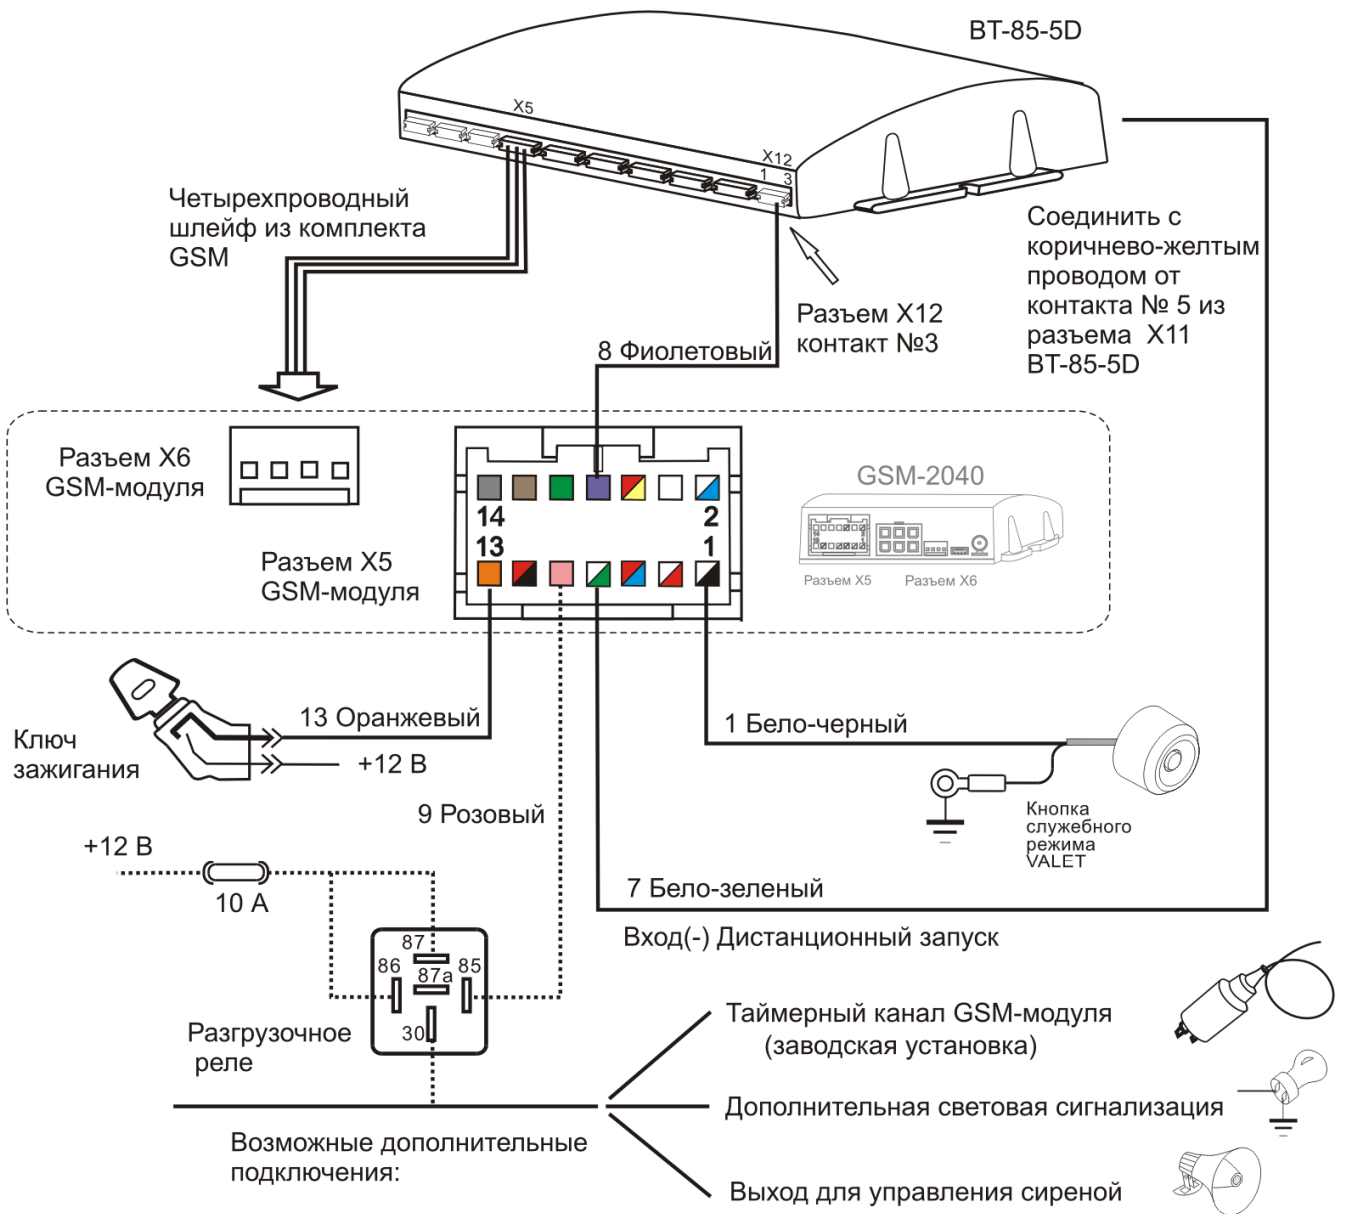 BT-85-5D
X5
X12
1 3
Четырехпроводный
шлейф из комплекта
GSM
Соединить с
коричнево-желтым
проводом от
контакта № 5 из
разъема X11
BT-85-5D
Разъем X12
контакт №3
8 Фиолетовый
Разъем X6
GSM-модуля
14
2
13
1
Разъем X5
GSM-модуля
GSM-2040
Разъем X5
Разъем X6
13 Оранжевый
1 Бело-черный
Ключ
зажигания
+12 В
Кнопка
служебного
режима
VALET
9 Розовый
+12 В
10 А
7 Бело-зеленый
Вход(-) Дистанционный запуск
87
86
87а
85
30
Разгрузочное
реле
Таймерный канал GSM-модуля
(заводская установка)
Дополнительная световая сигнализация
Возможные дополнительные
подключения:
Выход для управления сиреной